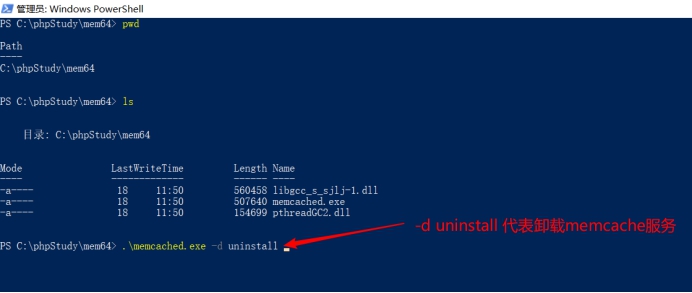 管理员: Windows PowerShell
PS C:\phpStudy\mem64> pwd
Path
----
C:\phpStudy\mem64
PS C:\phpStudy\mem64> ls
目录: C:\phpStudy\mem64
Mode LastWriteTime Length Name
---- ------------- ------ ----
-a---- 18 11:50 560458 libgcc_s_sjlj-1.dll
-a---- 18 11:50 507640 memcached.exe
-a---- 18 11:50 154699 pthreadGC2.dll
-d uninstall 代表卸载memcache服务
PS C:\phpStudy\mem64> .\memcached.exe -d uninstall